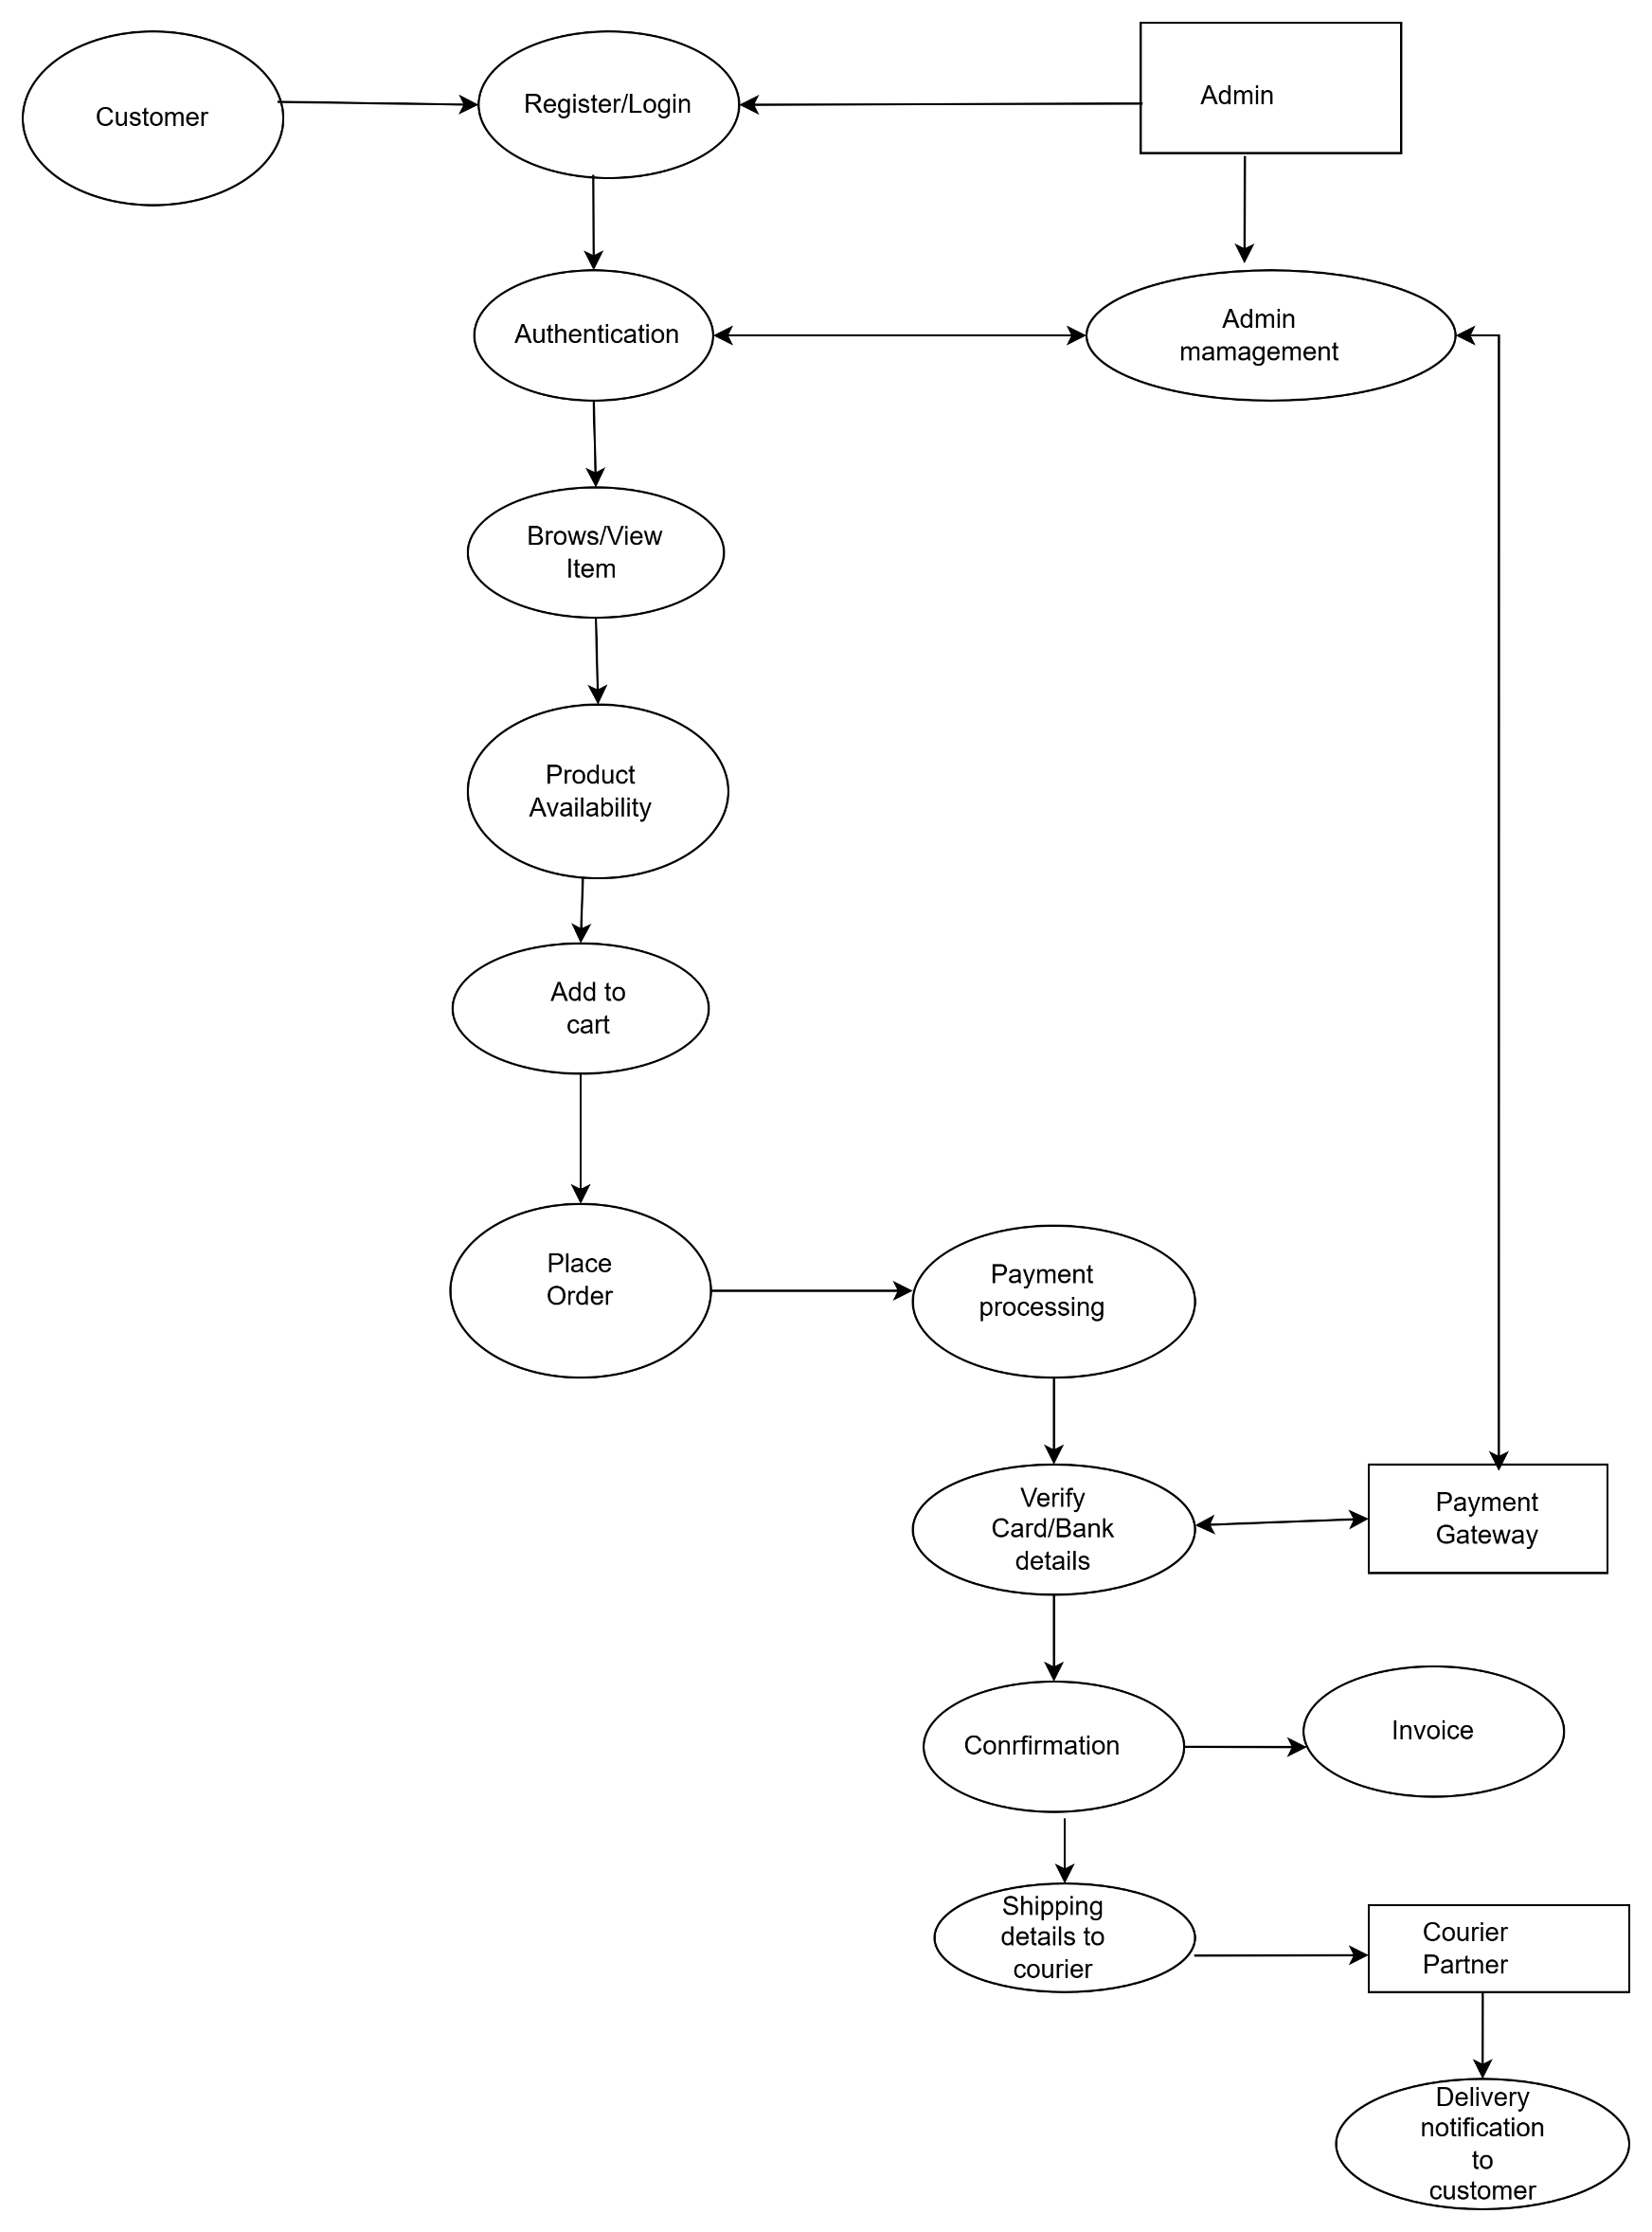 Customer
Register/Login
Admin
Authentication
Admin
mamagement
Brows/View
Item
Product
Availability
Add to
cart
Place
Order
Payment
processing
Verify
Card/Bank
details
Payment
Gateway
Conrfirmation
Invoice
Shipping
details to
courier
Courier
Partner
Delivery
notification
to
customer